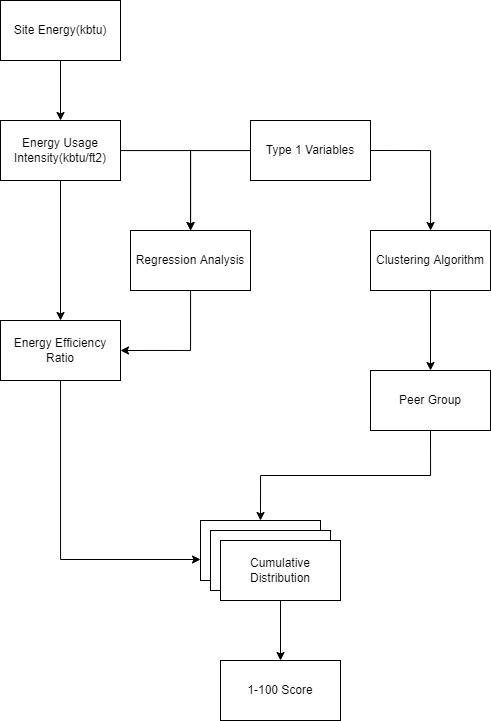 Site Energy(kbtu)
Energy Usage
Intensity(kbtu/ft2)
Type 1 Variables
Regression Analysis
Clustering Algorithm
Energy Efficiency
Ratio
Peer Group
Cumulative
Distribution
1-100 Score